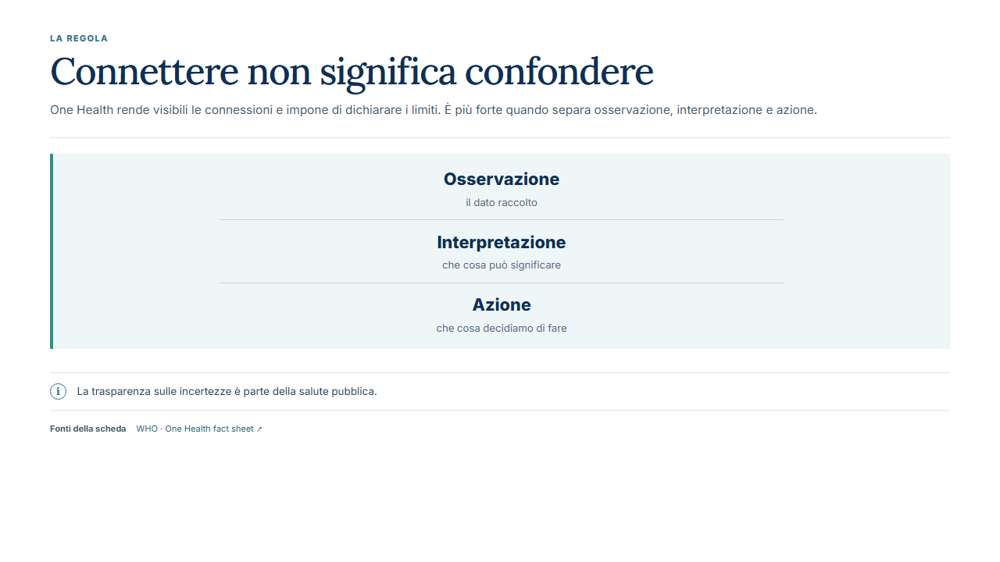 LA REGOLA
Connettere non significa confondere
One Health rende visibili le connessioni e impone di dichiarare i limiti. È più forte quando separa osservazione, interpretazione e azione.
Osservazione
il dato raccolto
Interpretazione
che cosa può significare
Azione
che cosa decidiamo di fare
i La trasparenza sulle incertezze è parte della salute pubblica.
Fonti della scheda WHO · One Health fact sheet ↗